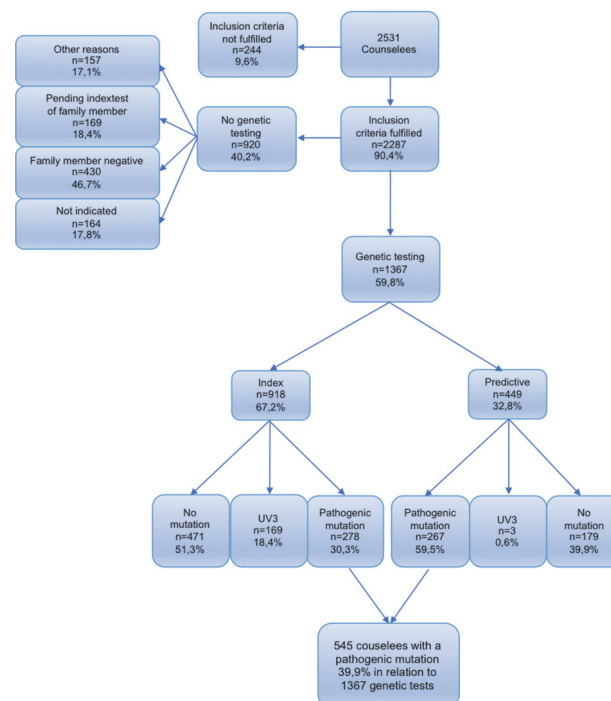 Inclusion criteria
not fulfilled
n=244
9,6%
2531
Counselees
Other reasons
n=157
17,1%
Pending indextest
of family member
n=169
18,4%
Family member negative
n=430
46,7%
Not indicated
n=164
17,8%
No genetic
testing
n=920
40,2%
Inclusion
criteria fulfilled
n=2287
90,4%
Genetic testing
n=1367
59,8%
Index
n=918
67,2%
Predictive
n=449
32,8%
No
mutation
n=471
51,3%
UV3
n=169
18,4%
Pathogenic
mutation
n=278
30,3%
Pathogenic
mutation
n=267
59,5%
UV3
n=3
0,6%
No
mutation
n=179
39,9%
545 couselees with a
pathogenic mutation
39,9% in relation to
1367 genetic tests